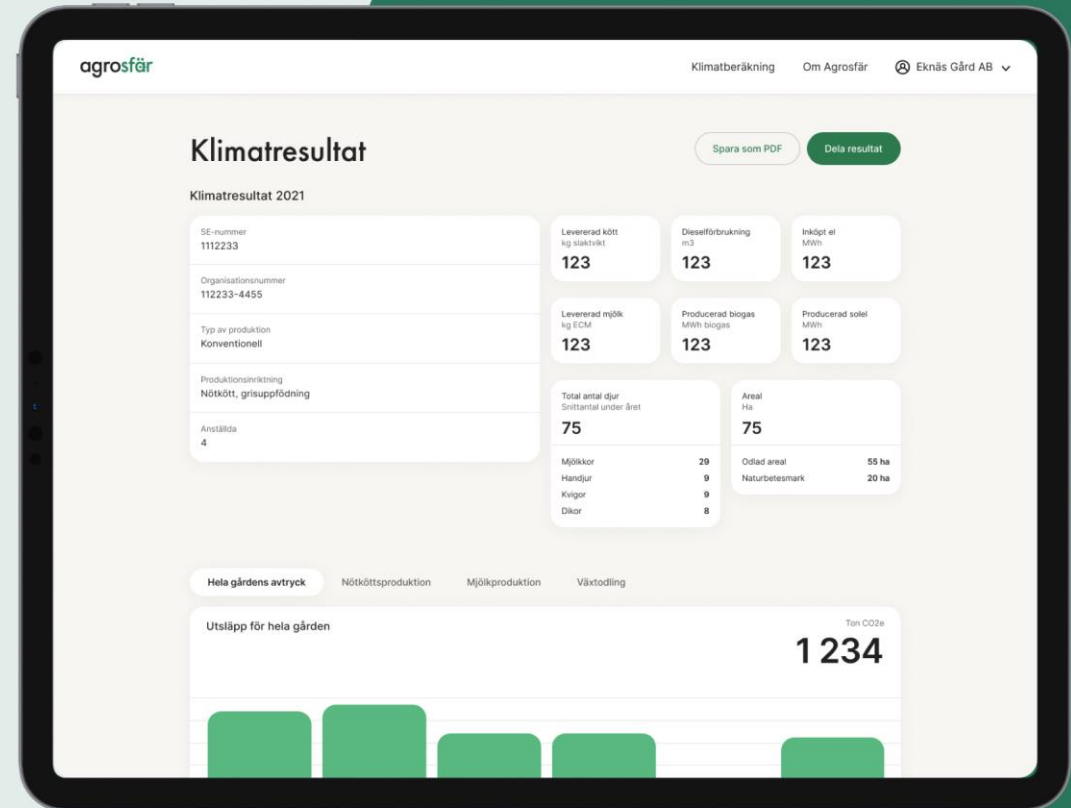 agrosfär
Klimatberäkning
Om Agrosfär
Eknäs Gård AB
Klimatresultat
Spara som PDF
Dela resultat
Klimatresultat 2021
SE-nummer
1112233
Organisationsnummer
112233-4455
Typ av produktion
Konventionell
Produktionsinriktning
Nötkött, grisuppfödning
Anställda
4
Levererad kött
kg slaktvikt
123
Dieselförbrukning
m3
123
Inköpt el
MWh
123
Levererad mjölk
kg ECM
123
Producerad biogas
MWh biogas
123
Producerad solel
MWh
123
Total antal djur
Snittantal under året
75
Mjölkkor 29
Handjur 9
Kvigor 9
Dikor 8
Areal
Ha
75
Odlad areal 55 ha
Naturbetesmark 20 ha
Hela gårdens avtryck
Nötköttsproduktion
Mjölkproduktion
Växtodling
Utsläpp för hela gården
Ton CO2e
1 234